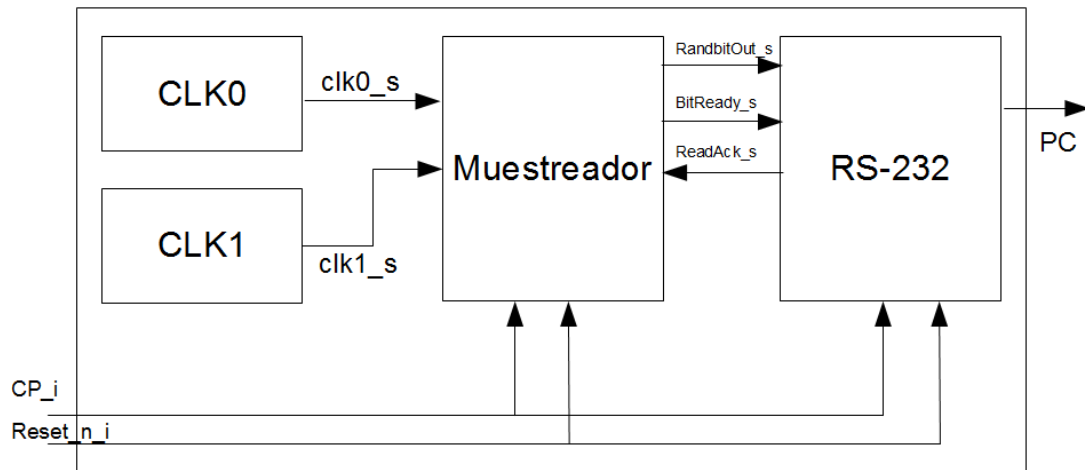 CLK0
clk0_s
CLK1
clk1_s
Muestreador
RandbitOut_s
BitReady_s
ReadAck_s
RS-232
PC
CP_i
Reset_n_i